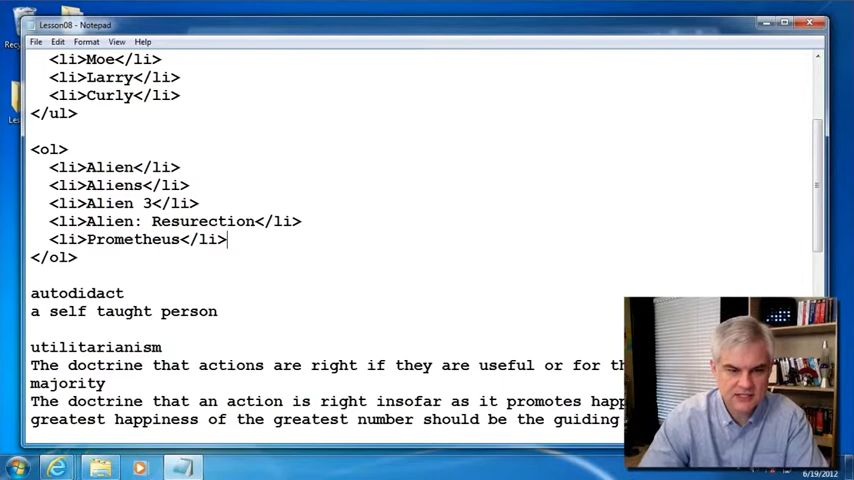 Lesson08 - Notepad
File Edit Format View Help
<li>Moe</li>
<li>Larry</li>
<li>Curly</li>
</ul>
<ol>
<li>Alien</li>
<li>Aliens</li>
<li>Alien 3</li>
<li>Alien: Resurection</li>
<li>Prometheus</li>
</ol>
autodidact
a self taught person
utilitarianism
The doctrine that actions are right if they are useful or for th
majority
The doctrine that an action is right insofar as it promotes happ
greatest happiness of the greatest number should be the guiding
6/19/2012